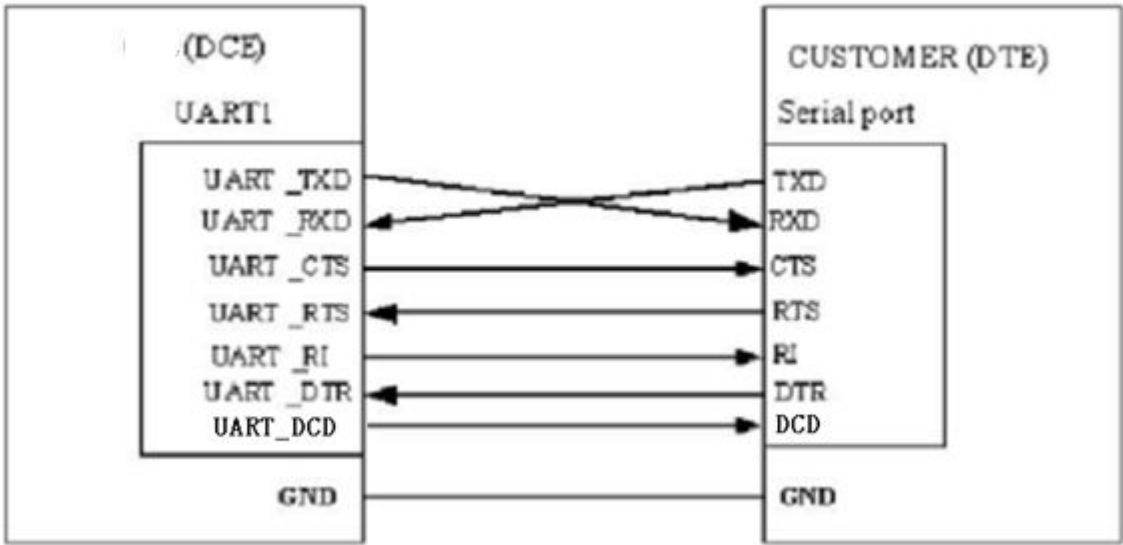 (DCE)
UART1
UART _TXD
UART _RXD
UART _CTS
UART _RTS
UART _RI
UART _DTR
UART_DCD
GND
CUSTOMER (DTE)
Serial port
TXD
RXD
CTS
RTS
RI
DTR
DCD
GND